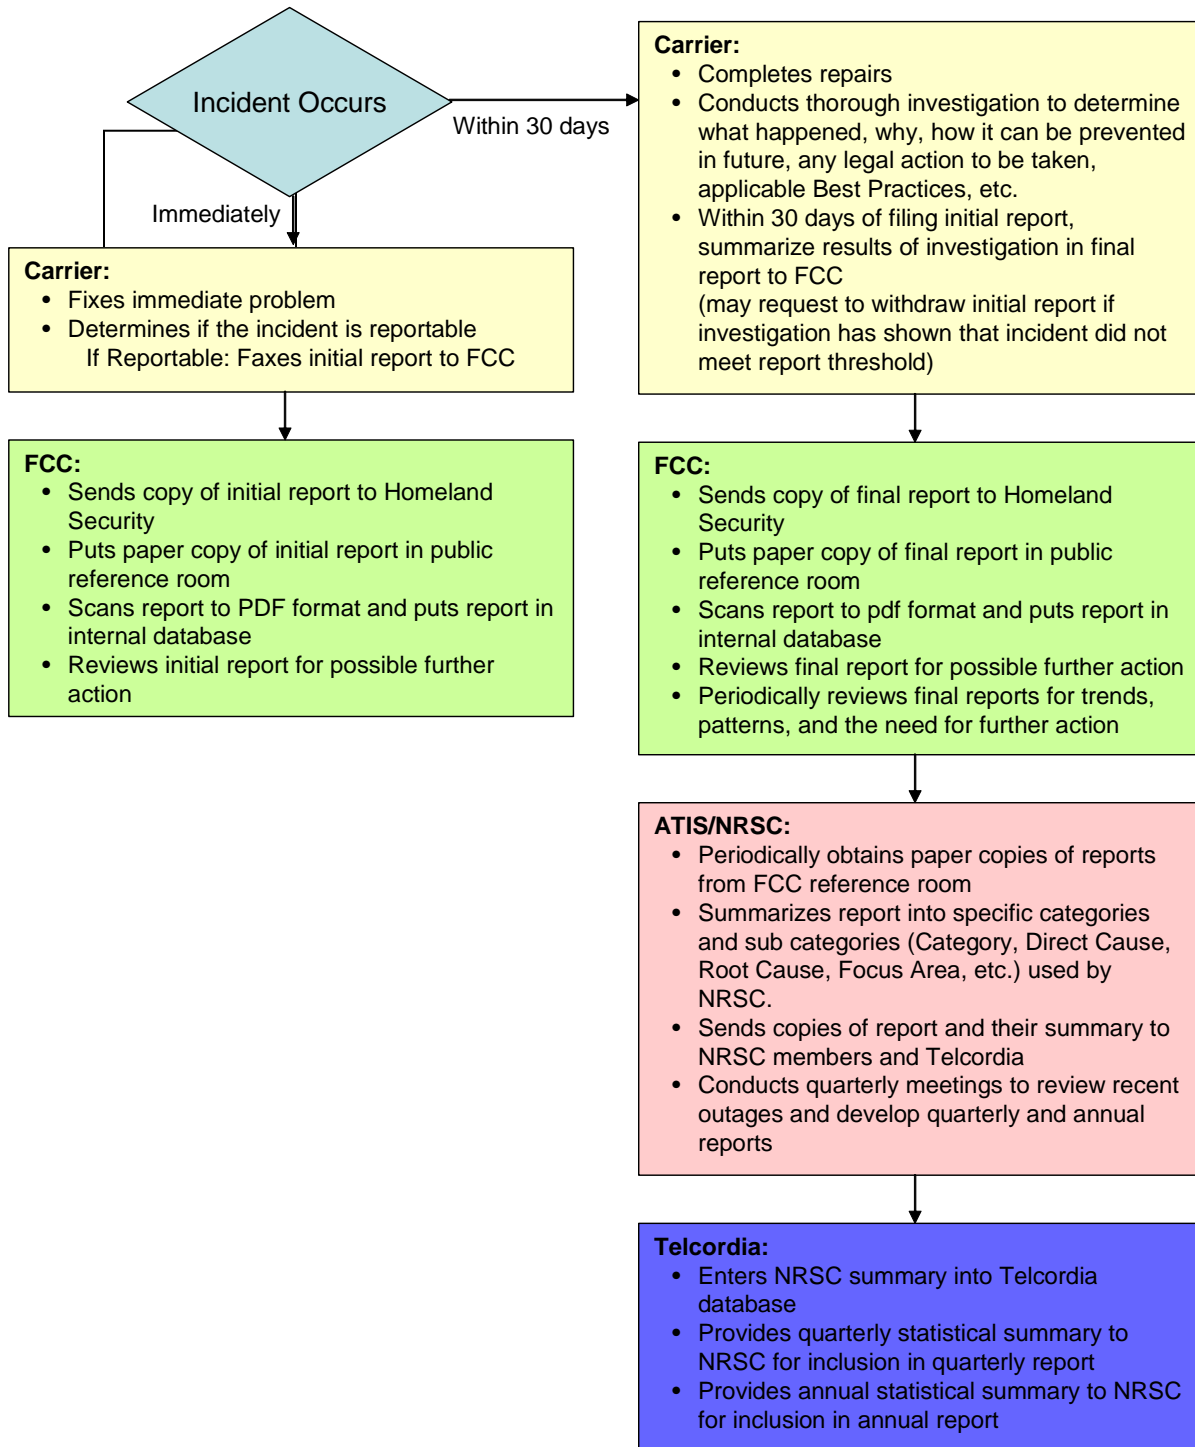 Incident Occurs
Within 30 days
Immediately
Carrier:
• Fixes immediate problem
• Determines if the incident is reportable
If Reportable: Faxes initial report to FCC
FCC:
• Sends copy of initial report to Homeland
Security
• Puts paper copy of initial report in public
reference room
• Scans report to PDF format and puts report in
internal database
• Reviews initial report for possible further
action
Carrier:
• Completes repairs
• Conducts thorough investigation to determine
what happened, why, how it can be prevented
in future, any legal action to be taken,
applicable Best Practices, etc.
• Within 30 days of filing initial report,
summarize results of investigation in final
report to FCC
(may request to withdraw initial report if
investigation has shown that incident did not
meet report threshold)
FCC:
• Sends copy of final report to Homeland
Security
• Puts paper copy of final report in public
reference room
• Scans report to pdf format and puts report in
internal database
• Reviews final report for possible further action
• Periodically reviews final reports for trends,
patterns, and the need for further action
ATIS/NRSC:
• Periodically obtains paper copies of reports
from FCC reference room
• Summarizes report into specific categories
and sub categories (Category, Direct Cause,
Root Cause, Focus Area, etc.) used by
NRSC.
• Sends copies of report and their summary to
NRSC members and Telcordia
• Conducts quarterly meetings to review recent
outages and develop quarterly and annual
reports
Telcordia:
• Enters NRSC summary into Telcordia
database
• Provides quarterly statistical summary to
NRSC for inclusion in quarterly report
• Provides annual statistical summary to NRSC
for inclusion in annual report